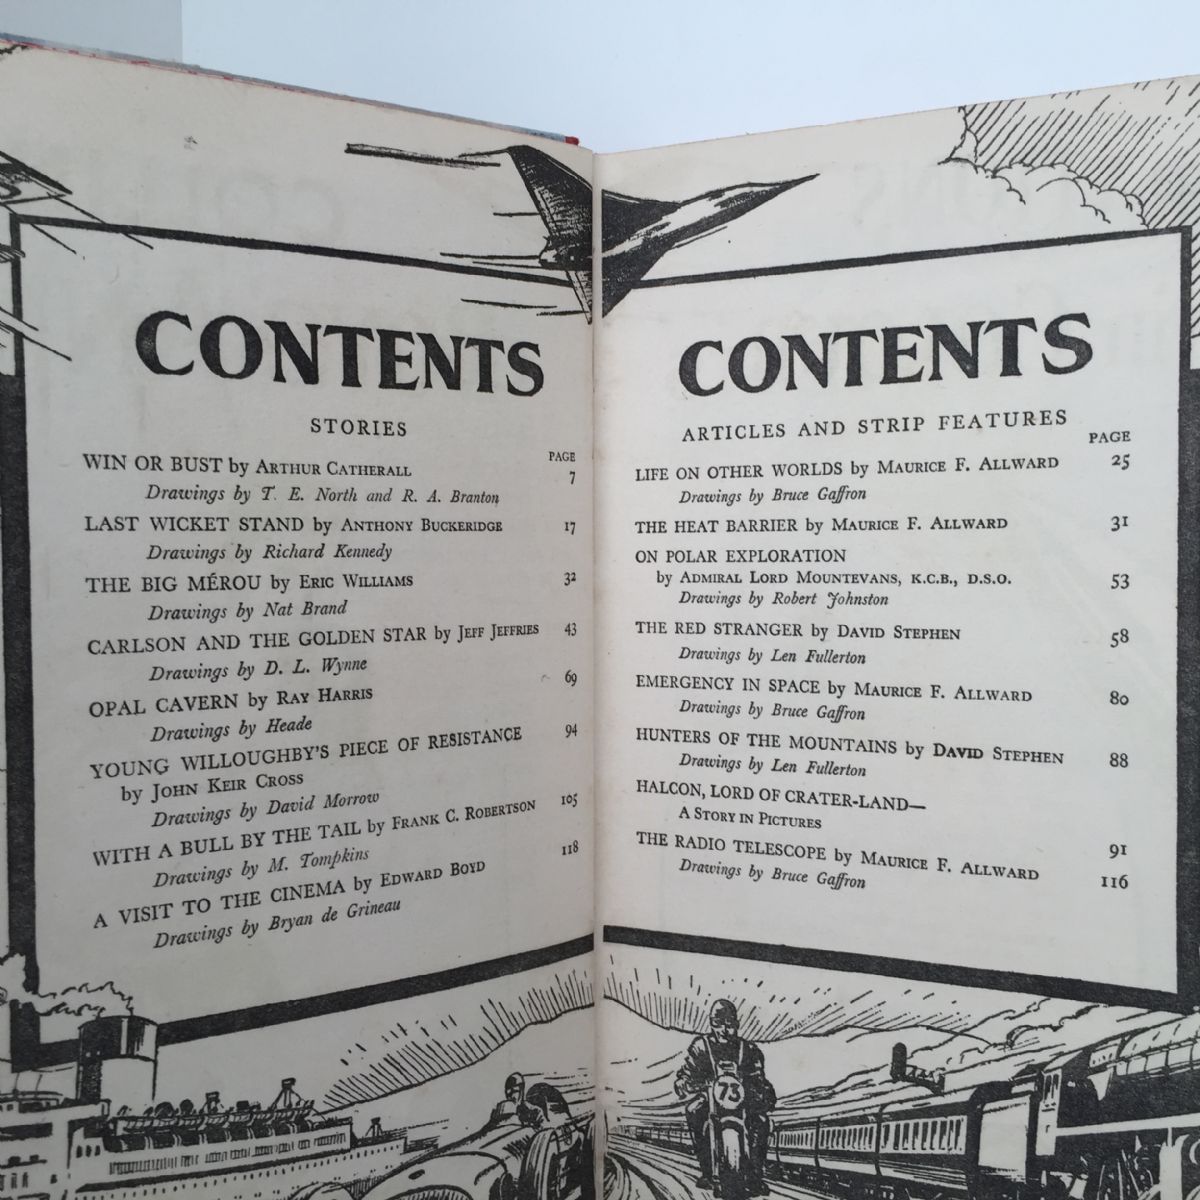 CONTENTS
STORIES
PAGE
WIN OR BUST by ARTHUR CATHERALL 7
Drawings by T. E. North and R. A. Branton
LAST WICKET STAND by ANTHONY BUCKERIDGE 17
Drawings by Richard Kennedy
THE BIG MÉROU by ERIC WILLIAMS 32
Drawings by Nat Brand
CARLSON AND THE GOLDEN STAR by JEFF JEFFRIES 43
Drawings by D. L. Wynne
OPAL CAVERN by RAY HARRIS 69
Drawings by Heade
YOUNG WILLOUGHBY'S PIECE OF RESISTANCE 94
by JOHN KEIR CROSS
Drawings by David Morrow
WITH A BULL BY THE TAIL by FRANK C. ROBERTSON 105
Drawings by M. Tompkins
A VISIT TO THE CINEMA by EDWARD BOYD 118
Drawings by Bryan de Grineau
CONTENTS
ARTICLES AND STRIP FEATURES
PAGE
LIFE ON OTHER WORLDS by MAURICE F. ALLWARD 25
Drawings by Bruce Gaffron
THE HEAT BARRIER by MAURICE F. ALLWARD 31
ON POLAR EXPLORATION
by ADMIRAL LORD MOUNTEVANS, K.C.B., D.S.O. 53
Drawings by Robert Johnston
THE RED STRANGER by DAVID STEPHEN 58
Drawings by Len Fullerton
EMERGENCY IN SPACE by MAURICE F. ALLWARD 80
Drawings by Bruce Gaffron
HUNTERS OF THE MOUNTAINS by DAVID STEPHEN 88
Drawings by Len Fullerton
HALCON, LORD OF CRATER-LAND—
A STORY IN PICTURES 91
THE RADIO TELESCOPE by MAURICE F. ALLWARD 116
Drawings by Bruce Gaffron
73